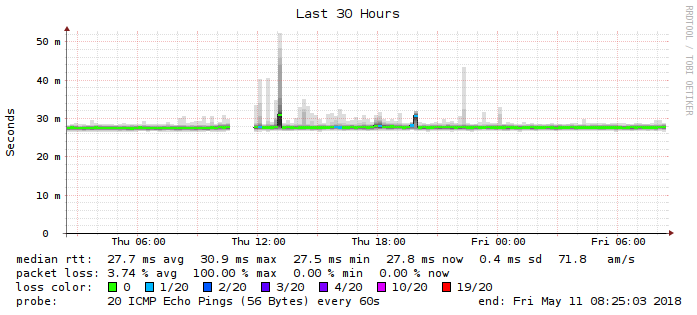 Last 30 Hours
RRDTOOL / TOBI OETIKER
Seconds
50 m
40 m
30 m
20 m
10 m
0
Thu 06:00 Thu 12:00 Thu 18:00 Fri 00:00 Fri 06:00
median rtt: 27.7 ms avg 30.9 ms max 27.5 ms min 27.8 ms now 0.4 ms sd 71.8 am/s
packet loss: 3.74 % avg 100.00 % max 0.00 % min 0.00 % now
loss color: 0 1/20 2/20 3/20 4/20 10/20 19/20
probe: 20 ICMP Echo Pings (56 Bytes) every 60s end: Fri May 11 08:25:03 2018